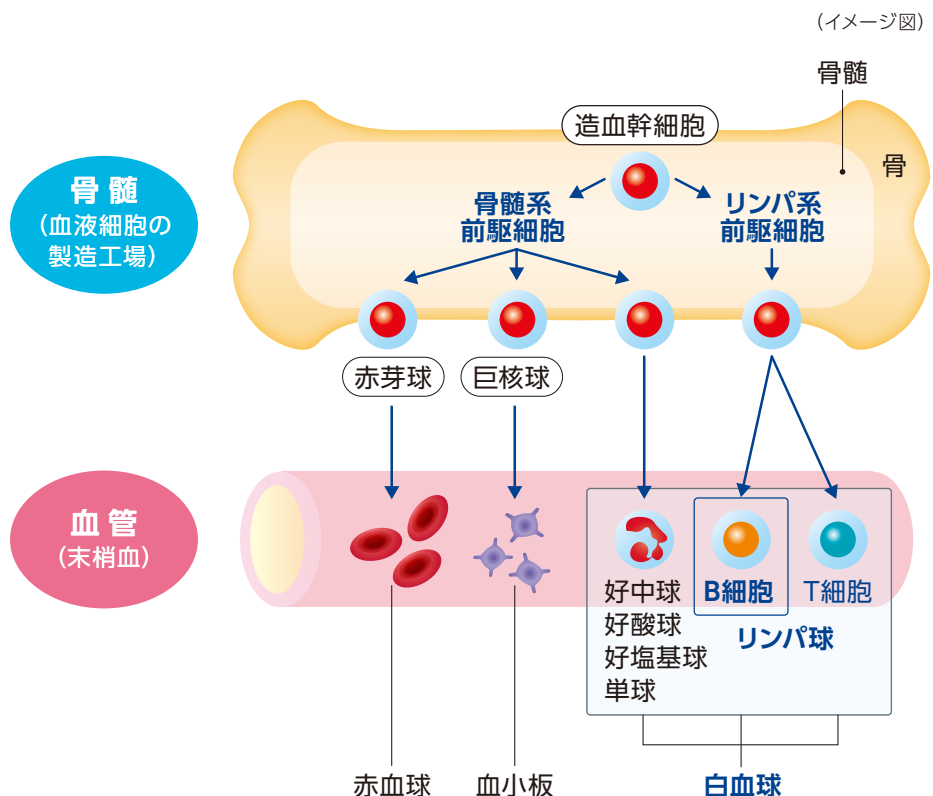 （イメージ図）
骨髄
造血幹細胞
骨
骨 髄
（血液細胞の
製造工場）
骨髄系
前駆細胞
リンパ系
前駆細胞
赤芽球
巨核球
血 管
（末梢血）
好中球
好酸球
好塩基球
単球
B細胞
T細胞
リンパ球
赤血球
血小板
白血球